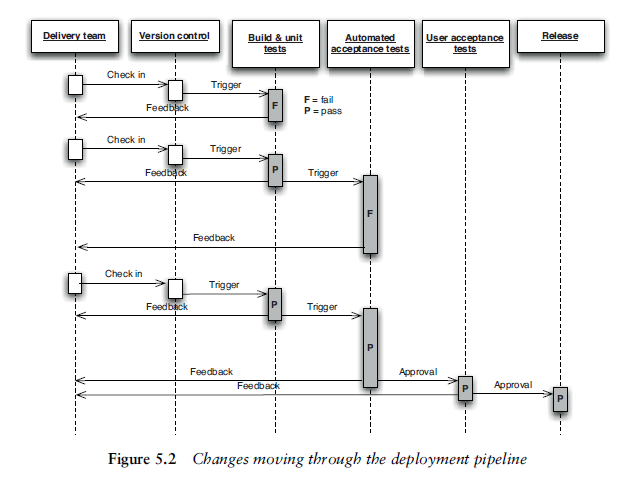 Delivery team
Version control
Build & unit
tests
Automated
acceptance tests
User acceptance
tests
Release
Check in
Trigger
Feedback
F
F = fail
P = pass
Check in
Trigger
Feedback
P
Trigger
F
Feedback
Check in
Trigger
Feedback
P
Trigger
P
Feedback
Approval
Feedback
P
Approval
P
Figure 5.2 Changes moving through the deployment pipeline